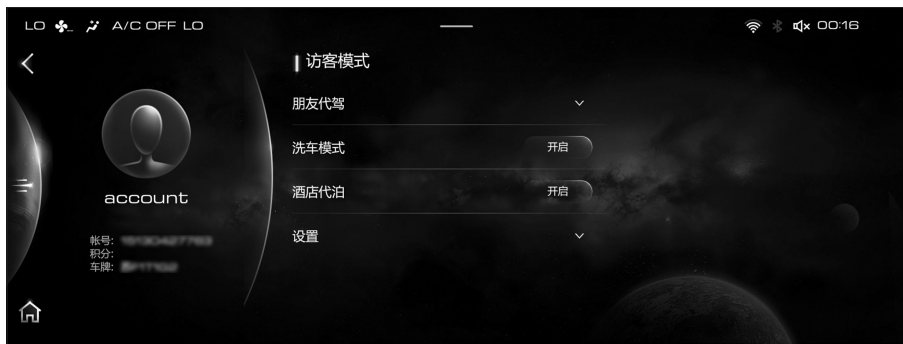 LO A/C OFF LO 00:16
访客模式
朋友代驾
洗车模式 开启
酒店代泊 开启
设置
account
帐号:
积分:
车牌: